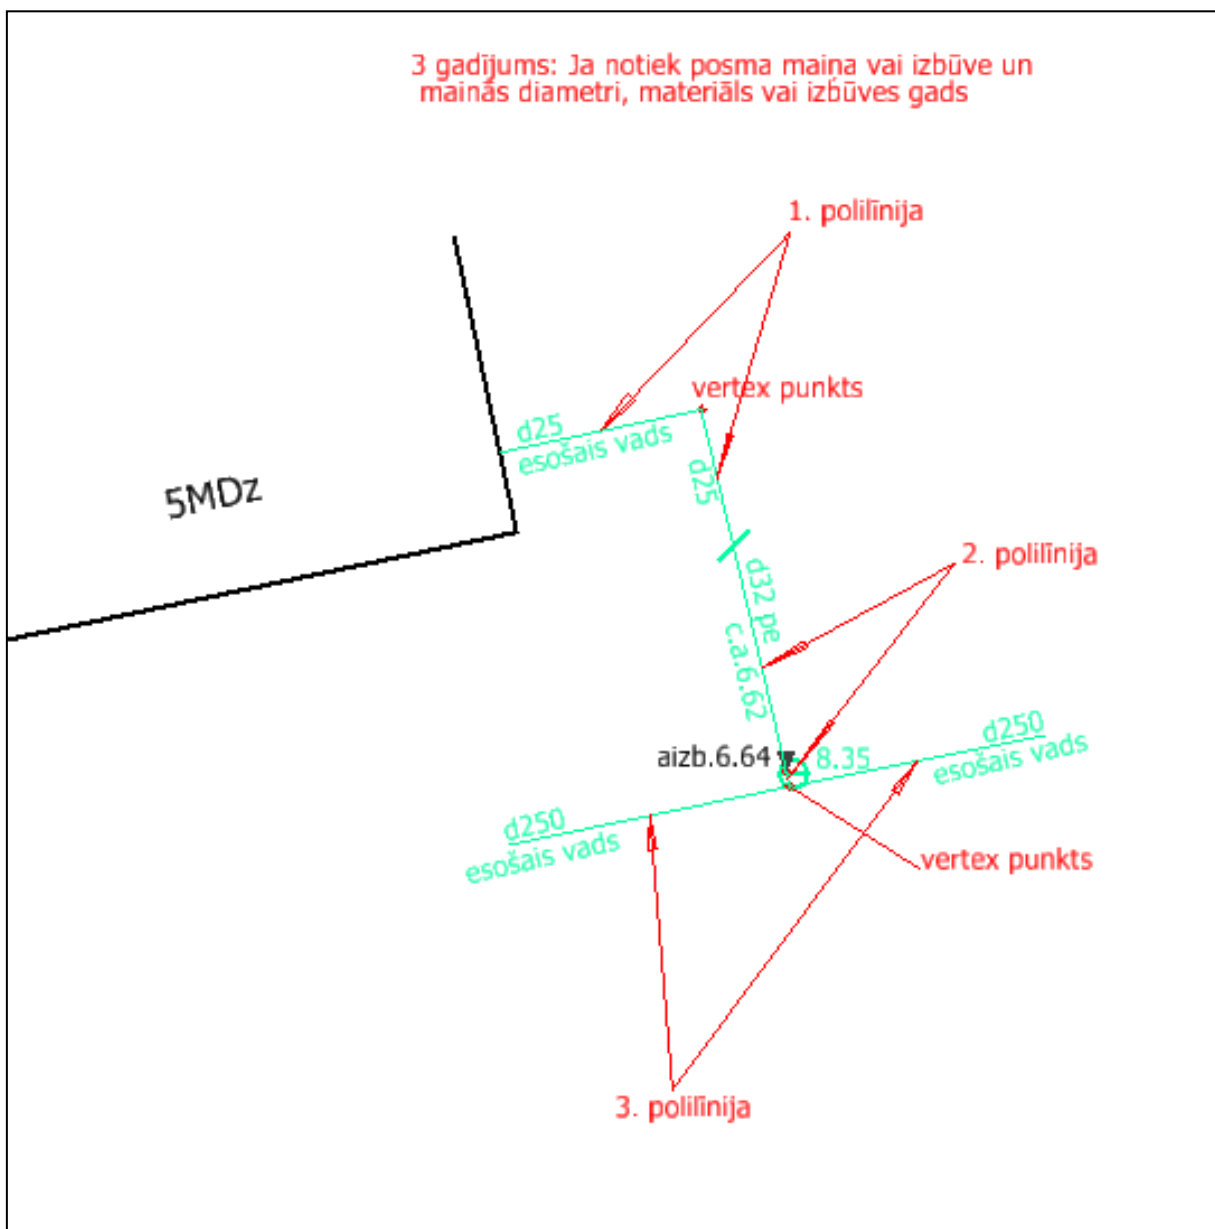 3 gadījums: Ja notiek posma maiņa vai izbūve un
mainās diametri, materiāls vai izbūves gads
1. polilīnija
vertex punkts
d25
esošais vads
d25
5MDz
2. polilīnija
d32 pe
c.a.6.62
d250
esošais vads
aizb.6.64
8.35
d250
esošais vads
vertex punkts
3. polilīnija